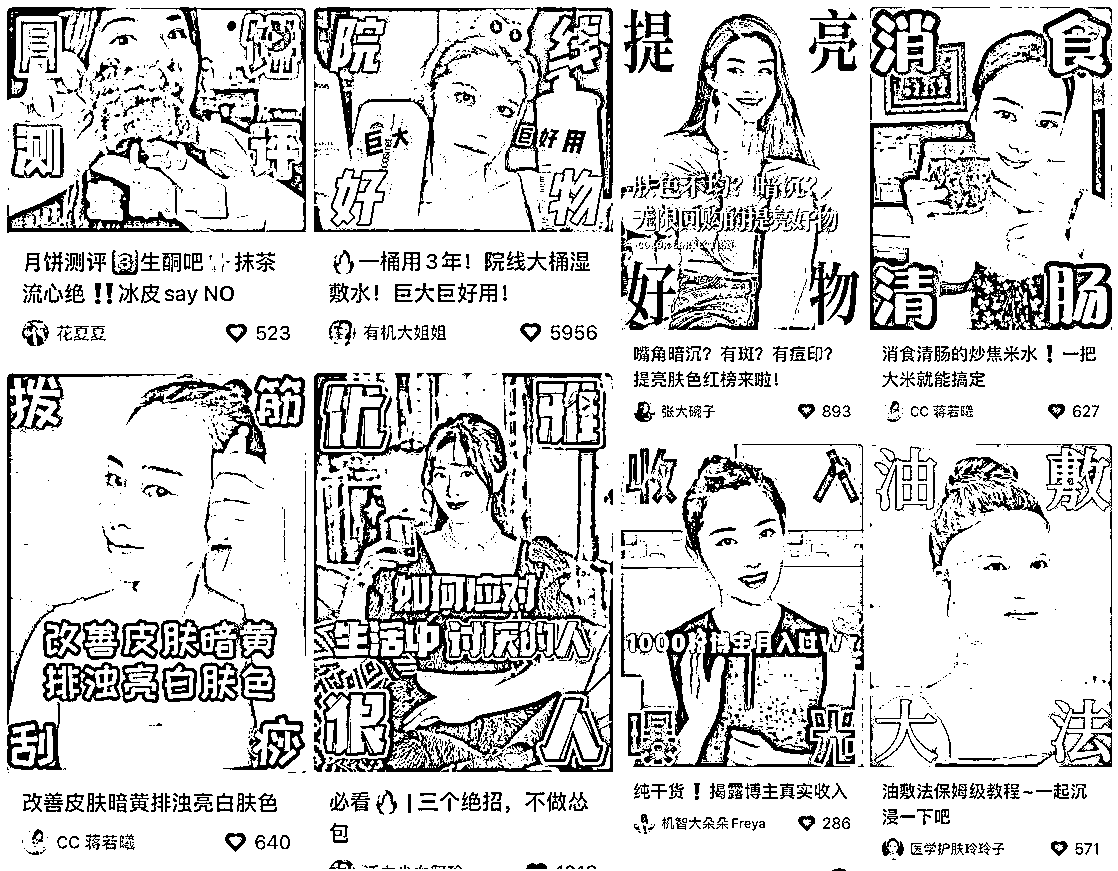 月 饼
测 评
月饼测评 生酮吧 抹茶
流心绝‼️冰皮say NO
花夏夏 523
院 线
巨大 巨好用
好 物
🔥一桶用3年！院线大桶湿
敷水！巨大巨好用！
有机大姐姐 5956
提 亮
肤色不均？暗沉？
无限回购的提亮好物
好 物
嘴角暗沉？有斑？有痘印？
提亮肤色红榜来啦！
张大碗子 893
消 食
清 肠
消食清肠的炒焦米水❗一把
大米就能搞定
CC 蒋若曦 627
拨 筋
改善皮肤暗黄
排浊亮白肤色
刮 痧
改善皮肤暗黄排浊亮白肤色
CC 蒋若曦 640
优 雅
如何应对
生活中讨厌的人
狠 人
必看🔥 | 三个绝招，不做怂
包
收 入
1000粉博主月入过W？
曝 光
纯干货❗揭露博主真实收入
机智大朵朵Freya 286
油 敷
大 法
油敷法保姆级教程~一起沉
浸一下吧
医学护肤玲玲子 571